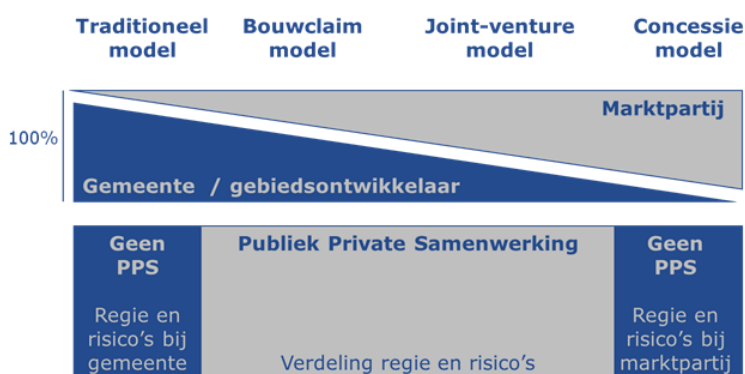 Traditioneel model
Bouwclaim model
Joint-venture model
Concessie model
100%
Marktpartij
Gemeente / gebiedsontwikkelaar
Geen
PPS
Regie en
risico's bij
gemeente
Publiek Private Samenwerking
Verdeling regie en risico's
Geen
PPS
Regie en
risico's bij
marktpartij